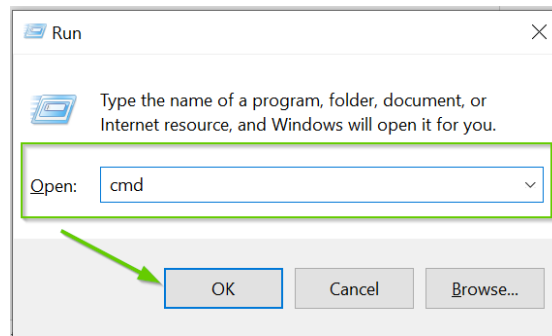 Run
Type the name of a program, folder, document, or
Internet resource, and Windows will open it for you.
Open: cmd
OK Cancel Browse...